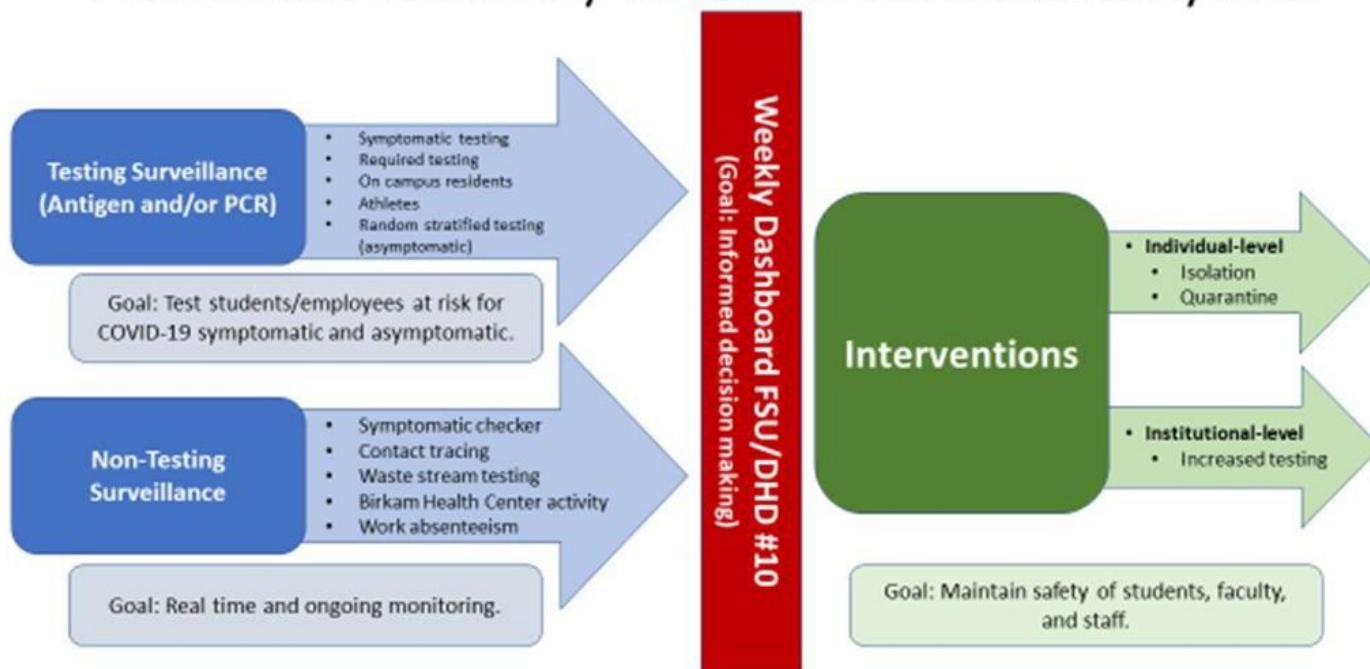 Testing Surveillance
(Antigen and/or PCR)
• Symptomatic testing
• Required testing
• On campus residents
• Athletes
• Random stratified testing
(asymptomatic)
Goal: Test students/employees at risk for
COVID-19 symptomatic and asymptomatic.
Non-Testing
Surveillance
• Symptomatic checker
• Contact tracing
• Waste stream testing
• Birkam Health Center activity
• Work absenteeism
Goal: Real time and ongoing monitoring.
Weekly Dashboard FSU/DHD #10
(Goal: Informed decision making)
Interventions
• Individual-level
• Isolation
• Quarantine
• Institutional-level
• Increased testing
Goal: Maintain safety of students, faculty,
and staff.